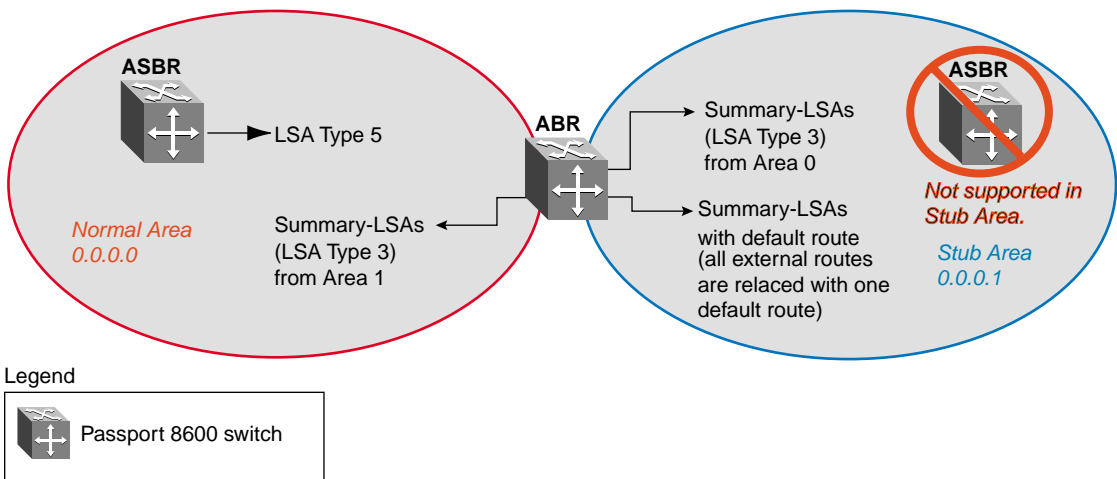 ASBR
LSA Type 5
Normal Area
0.0.0.0
Summary-LSAs
(LSA Type 3)
from Area 1
ABR
Summary-LSAs
(LSA Type 3)
from Area 0
Summary-LSAs
with default route
(all external routes
are relaced with one
default route)
ASBR
Not supported in
Stub Area.
Stub Area
0.0.0.1
Legend
Passport 8600 switch